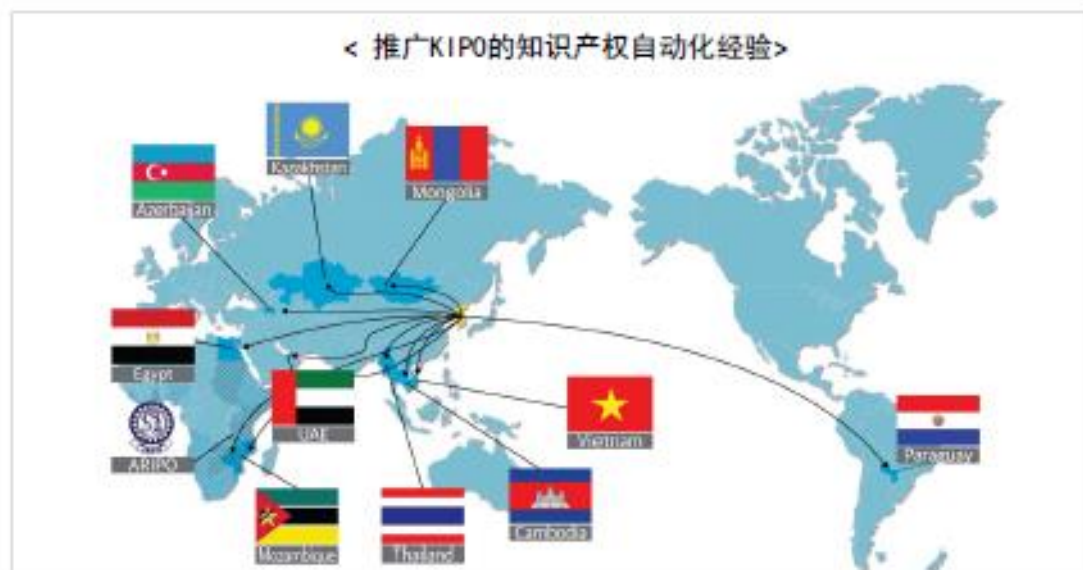 < 推广KIPO的知识产权自动化经验>
Kazakhstan
Mongolia
Azerbaijan
Egypt
UAE
Vietnam
ARIPO
Paraguay
Mozambique
Thailand
Cambodia